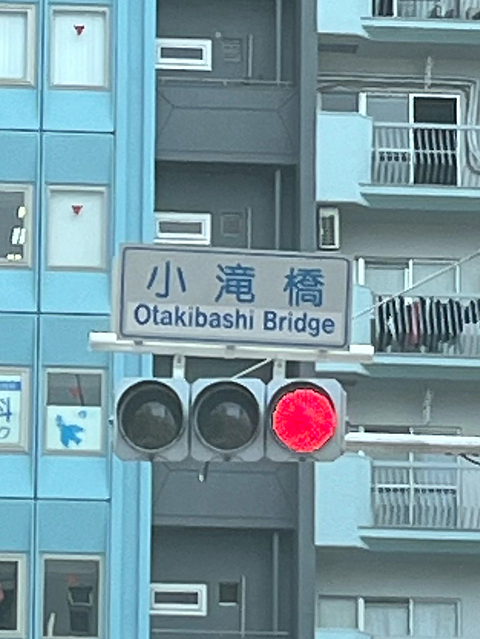 小滝橋
Otakibashi Bridge